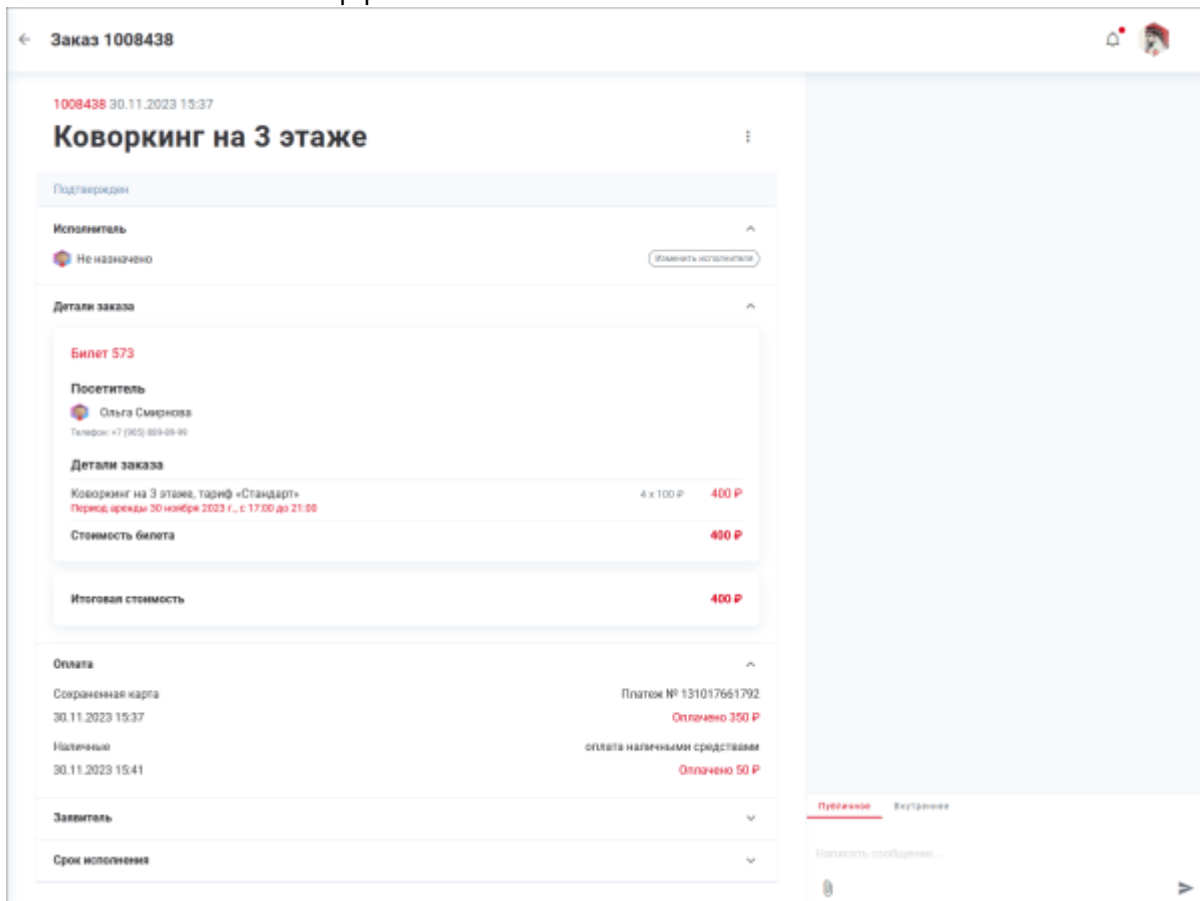 Заказ 1008438
1008438 30.11.2023 15:37
Коворкинг на 3 этаже
Подтвержден
Исполнитель
Не назначено
Изменить исполнителя
Детали заказа
Билет 573
Посетитель
Ольга Смирнова
Телефон: +7 (905) 889-89-99
Детали заказа
Коворкинг на 3 этаже, тариф «Стандарт» 4 x 100 ₽ 400 ₽
Период аренды 30 ноября 2023 г., с 17:00 до 21:00
Стоимость билета 400 ₽
Итоговая стоимость 400 ₽
Оплата
Сохраненная карта Платеж № 131017661792
30.11.2023 15:37 Оплачено 350 ₽
Наличные оплата наличными средствами
30.11.2023 15:41 Оплачено 50 ₽
Заявитель
Срок исполнения
Публичное Внутреннее
Написать сообщение...